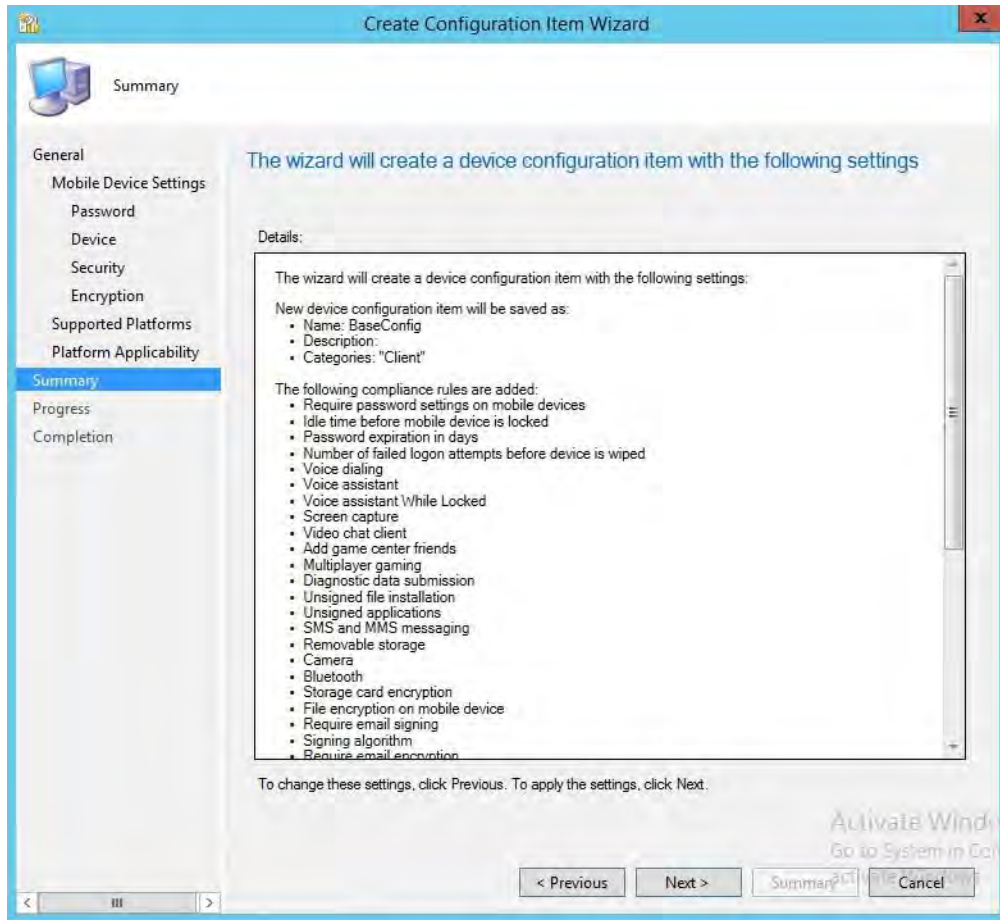 Create Configuration Item Wizard
x
Summary
General
Mobile Device Settings
Password
Device
Security
Encryption
Supported Platforms
Platform Applicability
Summary
Progress
Completion
The wizard will create a device configuration item with the following settings
Details:
The wizard will create a device configuration item with the following settings:
New device configuration item will be saved as:
• Name: BaseConfig
• Description:
• Categories: "Client"
The following compliance rules are added:
• Require password settings on mobile devices
• Idle time before mobile device is locked
• Password expiration in days
• Number of failed logon attempts before device is wiped
• Voice dialing
• Voice assistant
• Voice assistant While Locked
• Screen capture
• Video chat client
• Add game center friends
• Multiplayer gaming
• Diagnostic data submission
• Unsigned file installation
• Unsigned applications
• SMS and MMS messaging
• Removable storage
• Camera
• Bluetooth
• Storage card encryption
• File encryption on mobile device
• Require email signing
• Signing algorithm
• Require email encryption
To change these settings, click Previous. To apply the settings, click Next.
Activate Wind
Go to System in Con
< Previous
Next >
Summary
Cancel